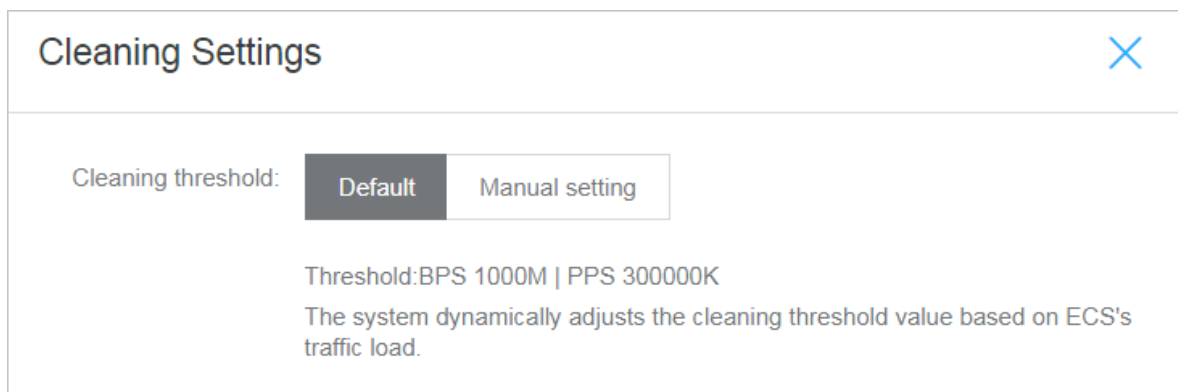 Cleaning Settings
Cleaning threshold:
Default
Manual setting
Threshold:BPS 1000M | PPS 300000K
The system dynamically adjusts the cleaning threshold value based on ECS's
traffic load.